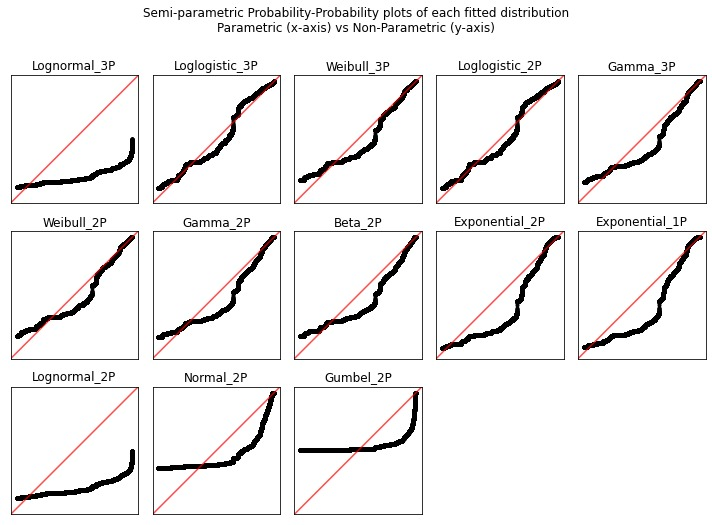 Semi-parametric Probability-Probability plots of each fitted distribution
Parametric (x-axis) vs Non-Parametric (y-axis)
Lognormal_3P
Loglogistic_3P
Weibull_3P
Loglogistic_2P
Gamma_3P
Weibull_2P
Gamma_2P
Beta_2P
Exponential_2P
Exponential_1P
Lognormal_2P
Normal_2P
Gumbel_2P